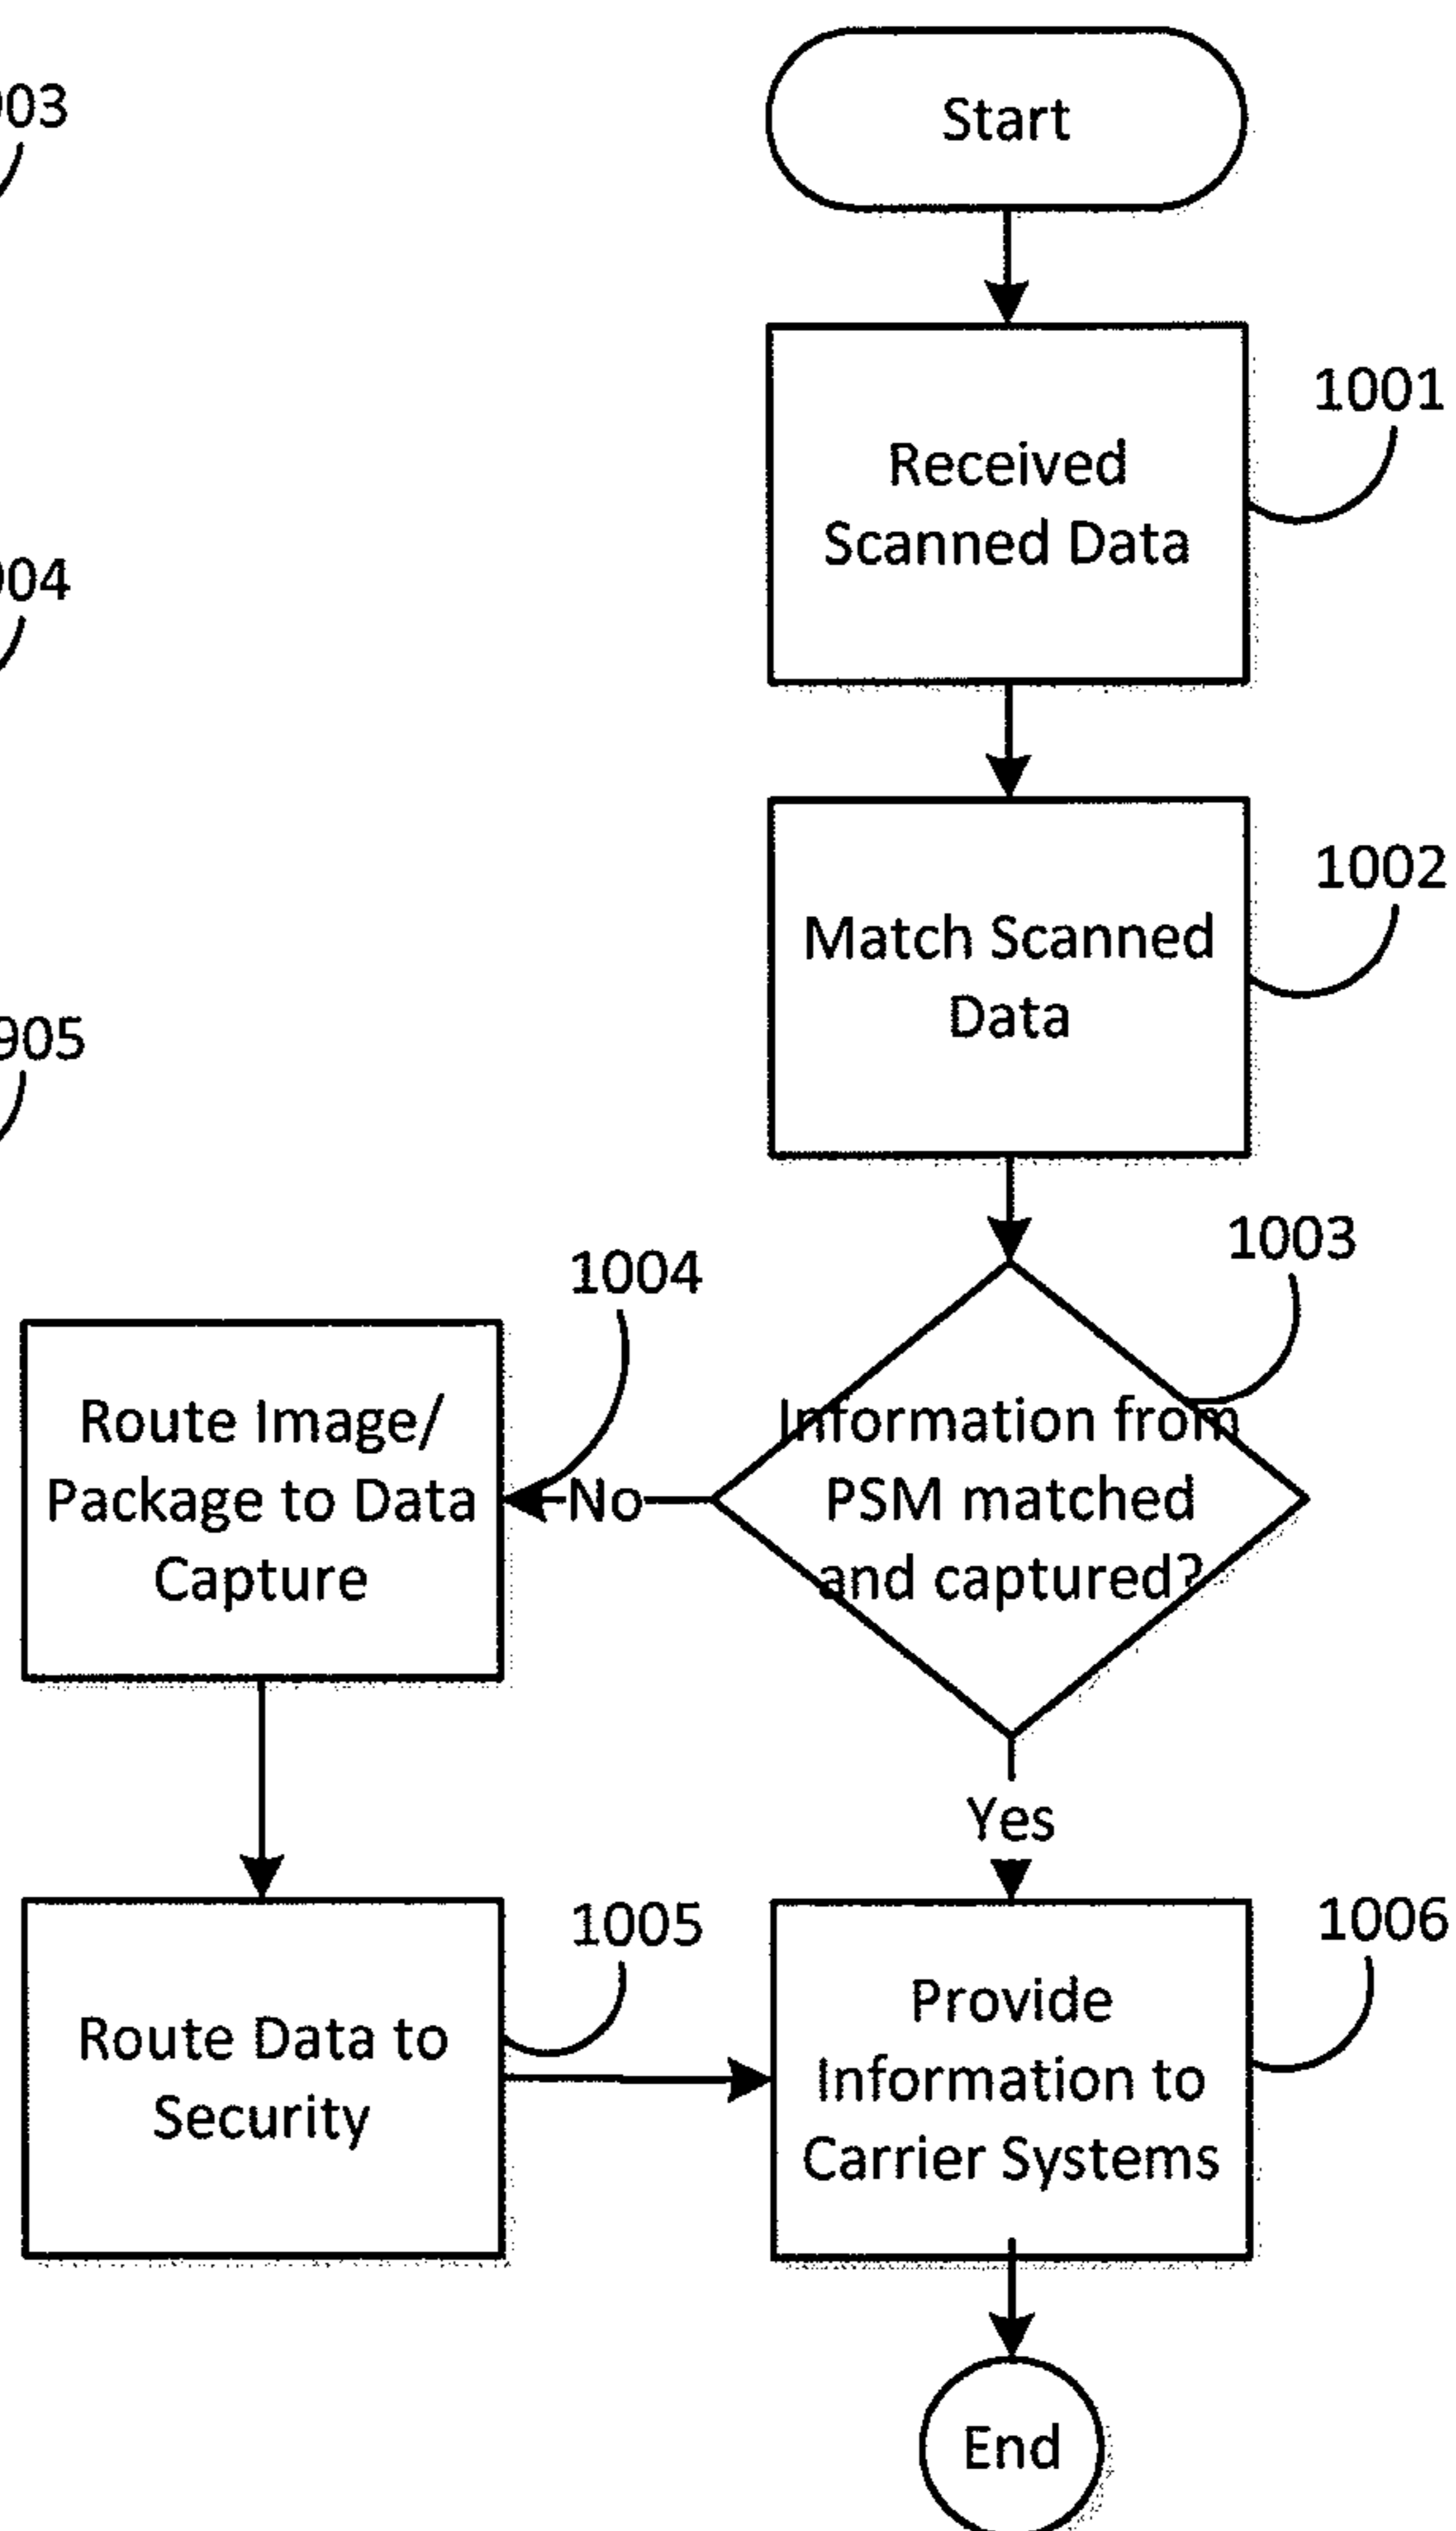 03
Start
1001
Received
Scanned Data
04
1002
Match Scanned
Data
905
1003
1004
Information from
PSM matched
and captured?
No
Route Image/
Package to Data
Capture
Yes
1005
Route Data to
Security
1006
Provide
Information to
Carrier Systems
End